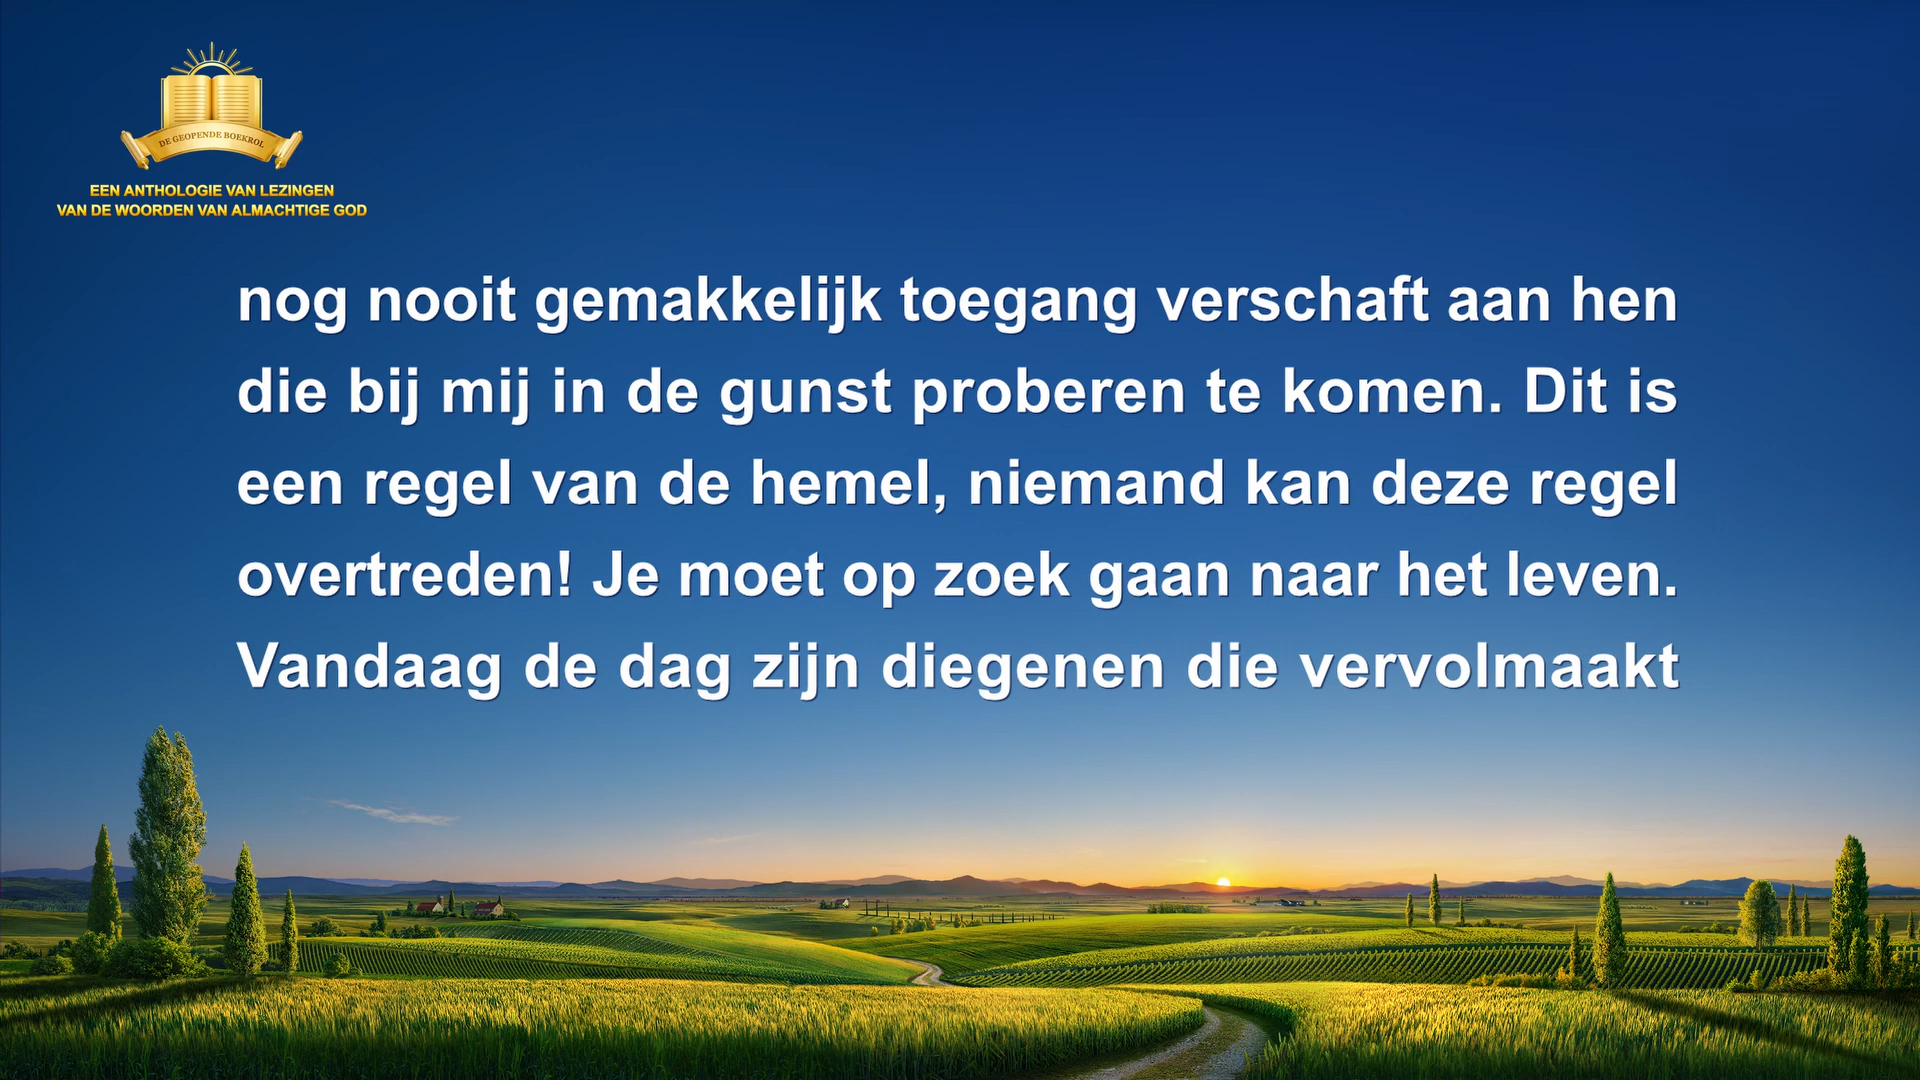 DE GEOPENDE BOEKROL
EEN ANTHOLOGIE VAN LEZINGEN
VAN DE WOORDEN VAN ALMACHTIGE GOD
nog nooit gemakkelijk toegang verschaft aan hen
die bij mij in de gunst proberen te komen. Dit is
een regel van de hemel, niemand kan deze regel
overtreden! Je moet op zoek gaan naar het leven.
Vandaag de dag zijn diegenen die vervolmaakt